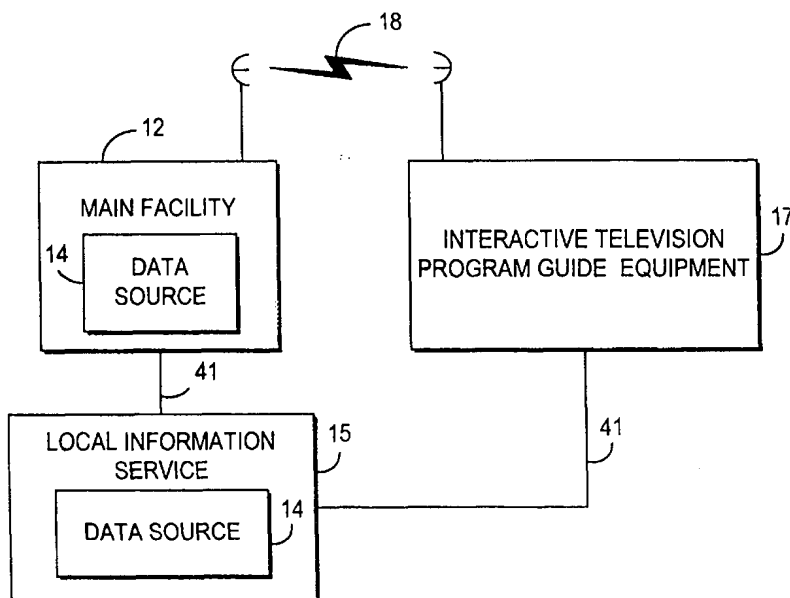 18
12
MAIN FACILITY
14
DATA
SOURCE
INTERACTIVE TELEVISION
PROGRAM GUIDE EQUIPMENT
17
41
LOCAL INFORMATION
SERVICE
15
41
DATA SOURCE
14